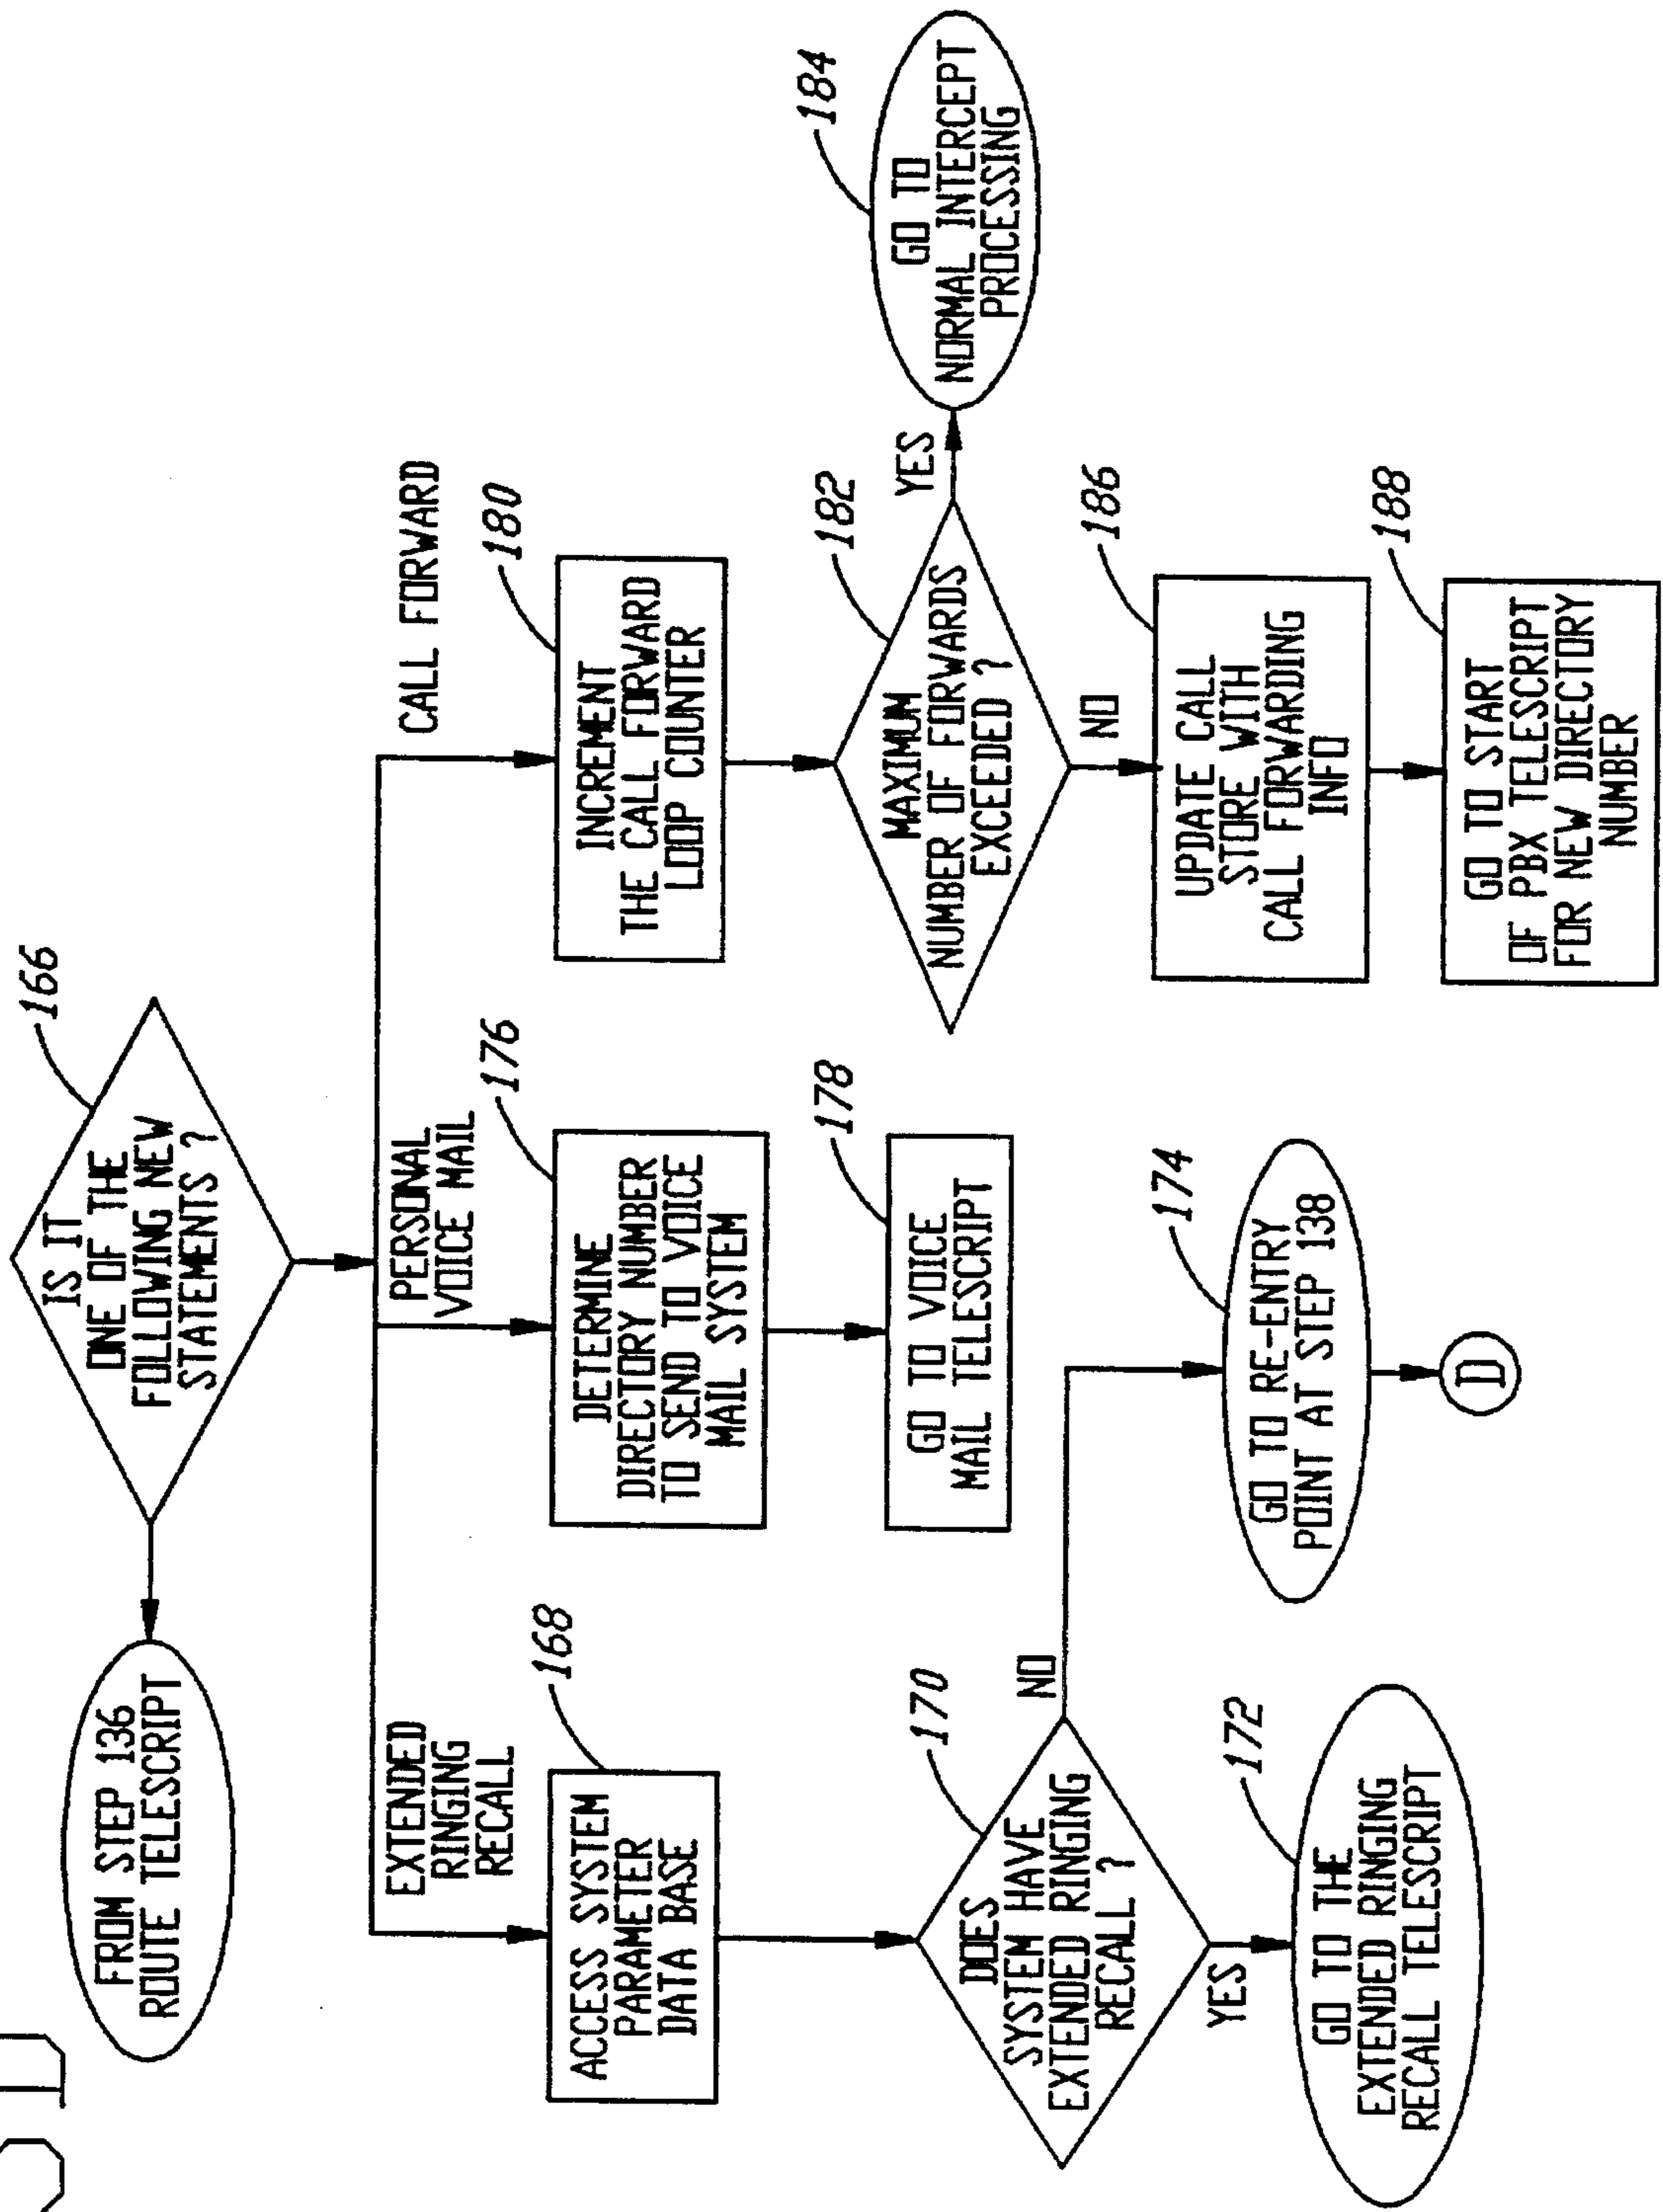 FROM STEP 136
ROUTE TELESCRIPT
166
IS IT
ONE OF THE
FOLLOWING NEW
STATEMENTS ?
EXTENDED
RINGING
RECALL
PERSONAL
VOICE MAIL
CALL FORWARD
168
ACCESS SYSTEM
PARAMETER
DATA BASE
176
DETERMINE
DIRECTORY NUMBER
TO SEND TO VOICE
MAIL SYSTEM
180
INCREMENT
THE CALL FORWARD
LOOP COUNTER
170
DOES
SYSTEM HAVE
EXTENDED RINGING
RECALL ?
NO
YES
178
GO TO VOICE
MAIL TELESCRIPT
182
MAXIMUM
NUMBER OF FORWARDS
EXCEEDED ?
YES
NO
184
GO TO
NORMAL INTERCEPT
PROCESSING
172
GO TO THE
EXTENDED RINGING
RECALL TELESCRIPT
174
GO TO RE-ENTRY
POINT AT STEP 138
D
186
UPDATE CALL
STORE WITH
CALL FORWARDING
INFO
188
GO TO START
OF PBX TELESCRIPT
FOR NEW DIRECTORY
NUMBER